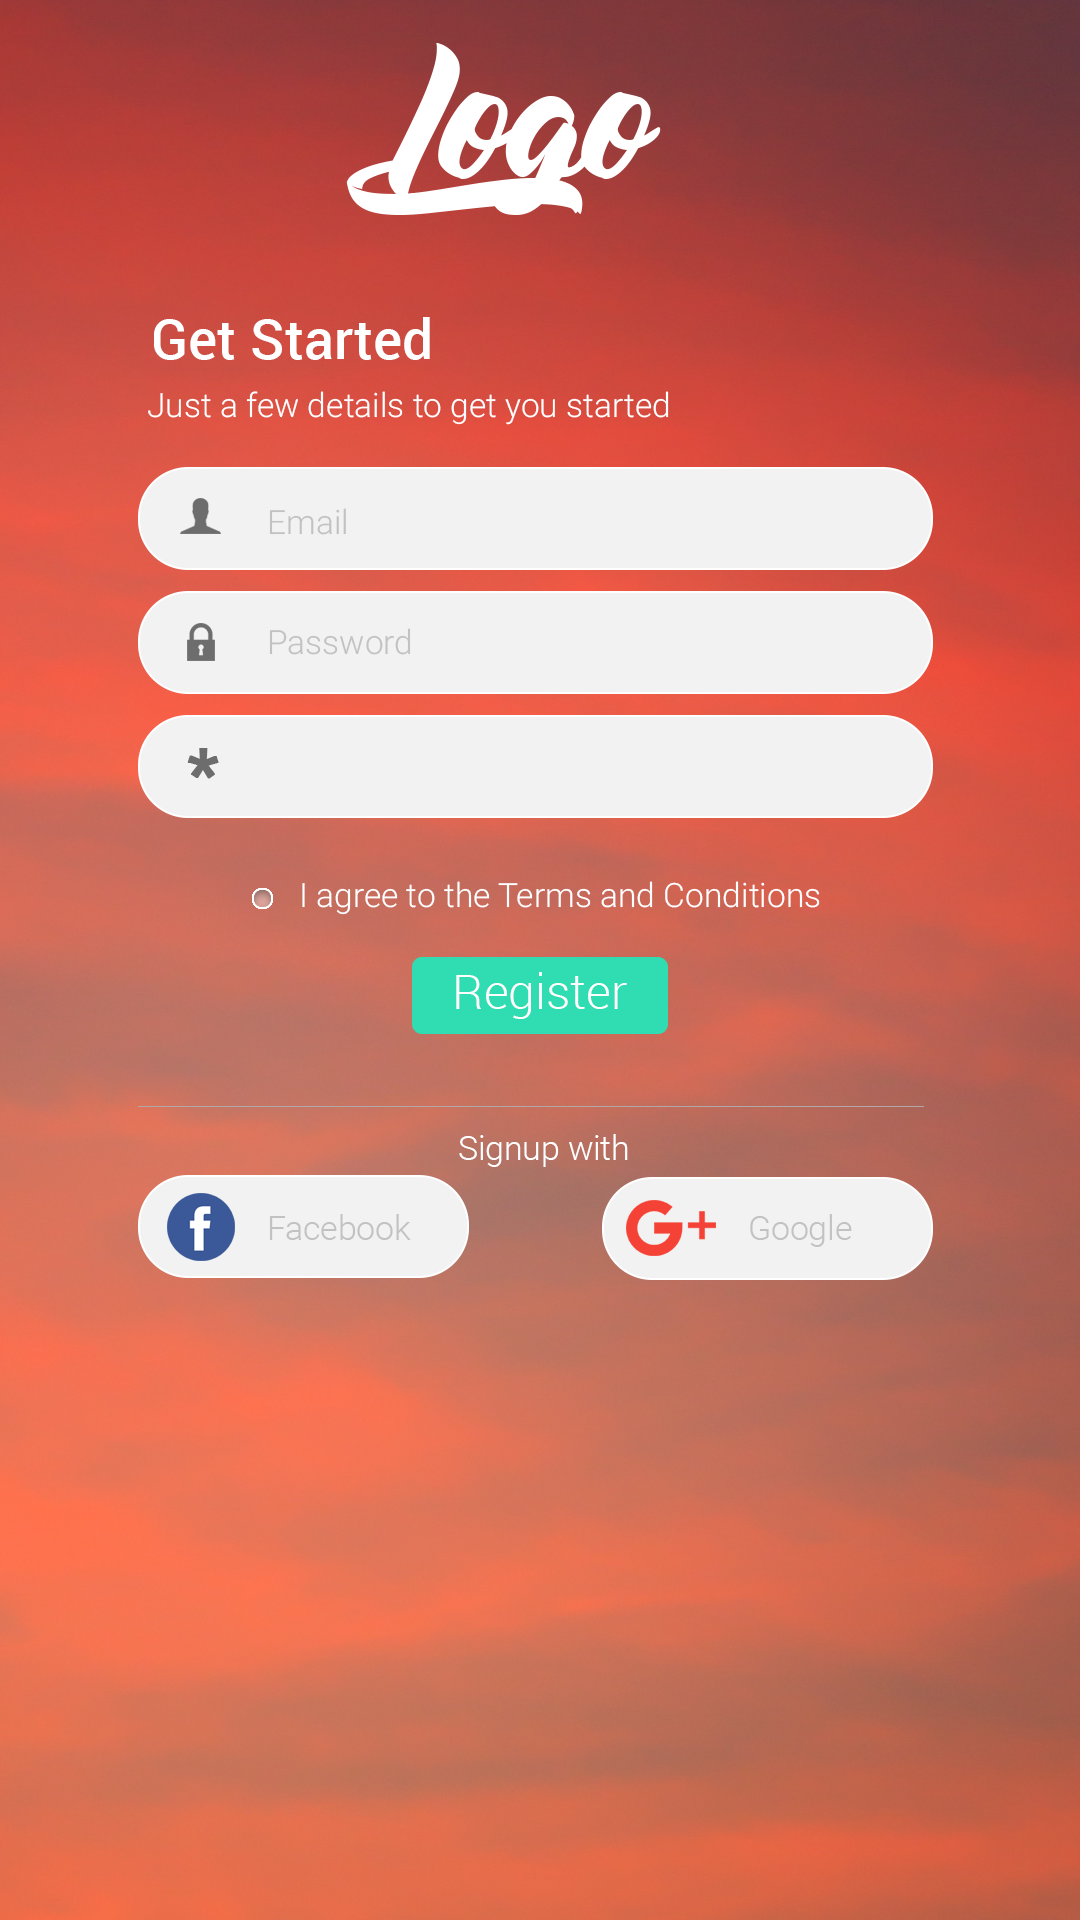 Logo
Get Started
Just a few details to get you started
Email
Password
*
I agree to the Terms and Conditions
Register
Signup with
f Facebook
G+ Google